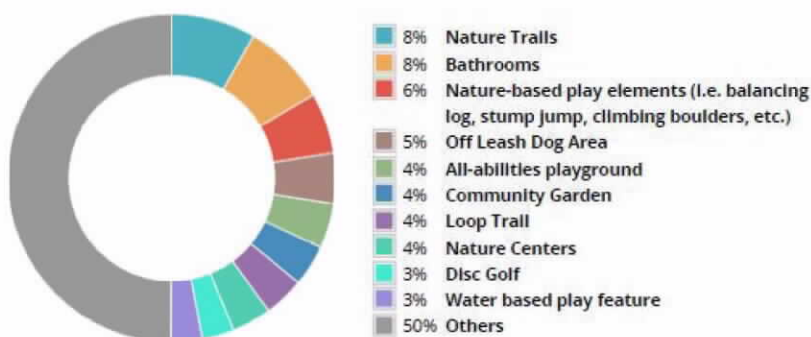 8% Nature Trails
8% Bathrooms
6% Nature-based play elements (i.e. balancing
log, stump jump, climbing boulders, etc.)
5% Off Leash Dog Area
4% All-abilities playground
4% Community Garden
4% Loop Trail
4% Nature Centers
3% Disc Golf
3% Water based play feature
50% Others